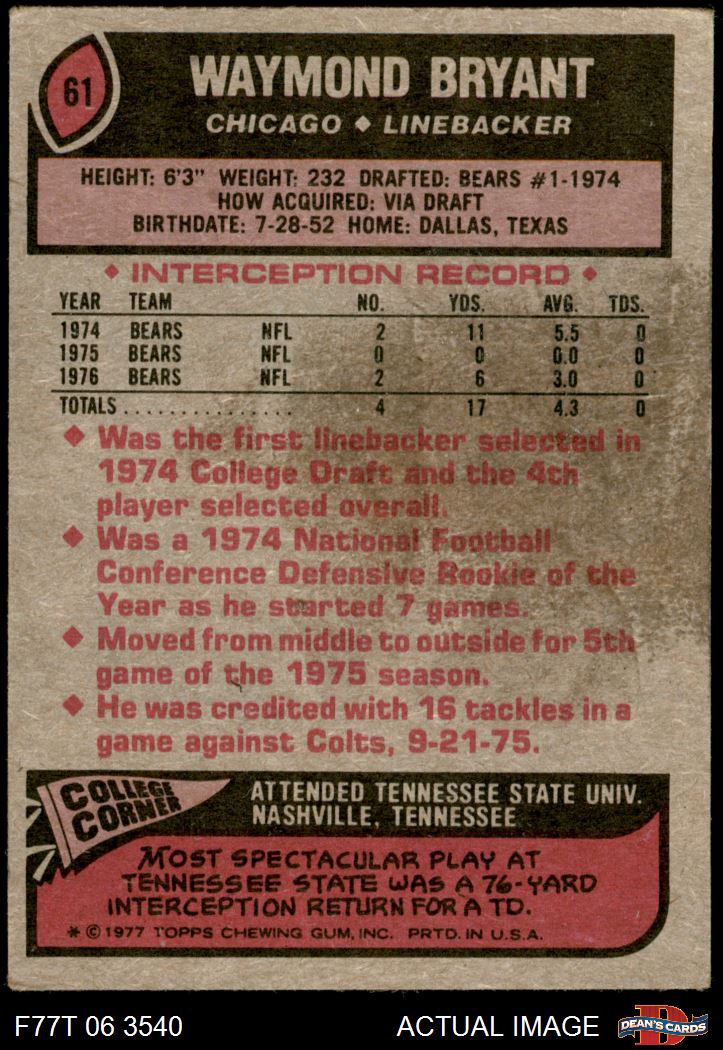 61
WAYMOND BRYANT
CHICAGO ◆ LINEBACKER
HEIGHT: 6'3" WEIGHT: 232 DRAFTED: BEARS #1-1974
HOW ACQUIRED: VIA DRAFT
BIRTHDATE: 7-28-52 HOME: DALLAS, TEXAS
◆ INTERCEPTION RECORD ◆
YEAR TEAM NO. YDS. AVG. TDS.
1974 BEARS NFL 2 11 5.5 0
1975 BEARS NFL 0 0 0.0 0
1976 BEARS NFL 2 6 3.0 0
TOTALS............... 4 17 4.3 0
◆ Was the first linebacker selected in
1974 College Draft and the 4th
player selected overall.
◆ Was a 1974 National Football
Conference Defensive Rookie of the
Year as he started 7 games.
◆ Moved from middle to outside for 5th
game of the 1975 season.
◆ He was credited with 16 tackles in a
game against Colts, 9-21-75.
COLLEGE
CORNER
ATTENDED TENNESSEE STATE UNIV.
NASHVILLE, TENNESSEE
MOST SPECTACULAR PLAY AT
TENNESSEE STATE WAS A 76-YARD
INTERCEPTION RETURN FOR A TD.
* © 1977 TOPPS CHEWING GUM, INC. PRTD. IN U.S.A.
F77T 06 3540
ACTUAL IMAGE
D
DEAN'S CARDS